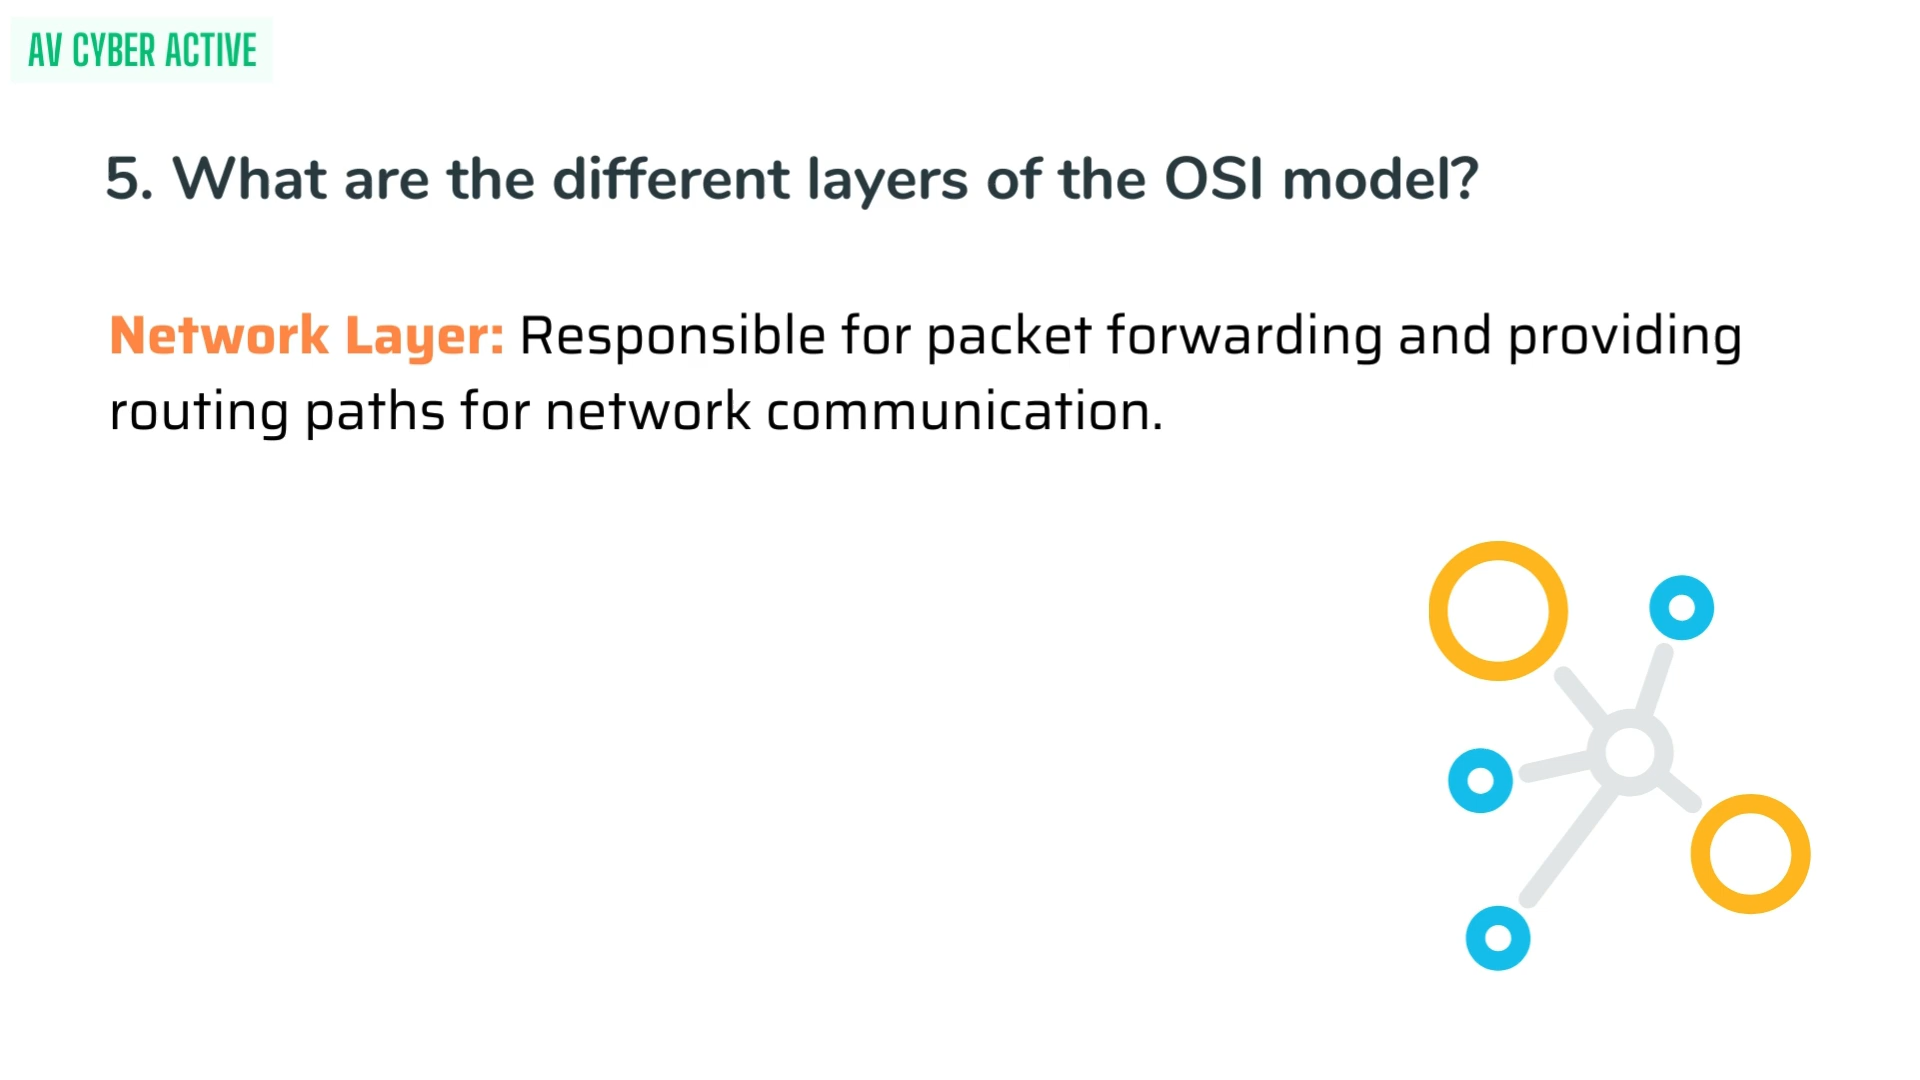 AV CYBER ACTIVE
5. What are the different layers of the OSI model?
Network Layer: Responsible for packet forwarding and providing
routing paths for network communication.